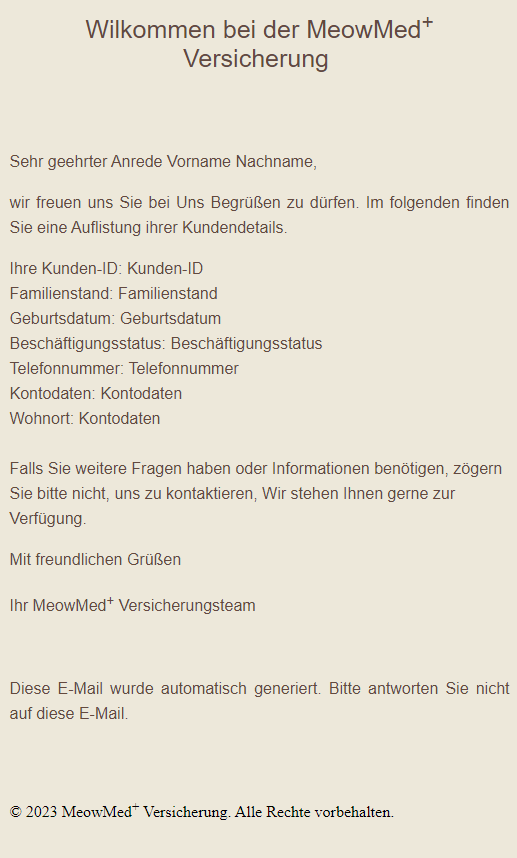 Wilkommen bei der MeowMed+
Versicherung
Sehr geehrter Anrede Vorname Nachname,
wir freuen uns Sie bei Uns Begrüßen zu dürfen. Im folgenden finden
Sie eine Auflistung ihrer Kundendetails.
Ihre Kunden-ID: Kunden-ID
Familienstand: Familienstand
Geburtsdatum: Geburtsdatum
Beschäftigungsstatus: Beschäftigungsstatus
Telefonnummer: Telefonnummer
Kontodaten: Kontodaten
Wohnort: Kontodaten
Falls Sie weitere Fragen haben oder Informationen benötigen, zögern
Sie bitte nicht, uns zu kontaktieren, Wir stehen Ihnen gerne zur
Verfügung.
Mit freundlichen Grüßen
Ihr MeowMed+ Versicherungsteam
Diese E-Mail wurde automatisch generiert. Bitte antworten Sie nicht
auf diese E-Mail.
© 2023 MeowMed+ Versicherung. Alle Rechte vorbehalten.